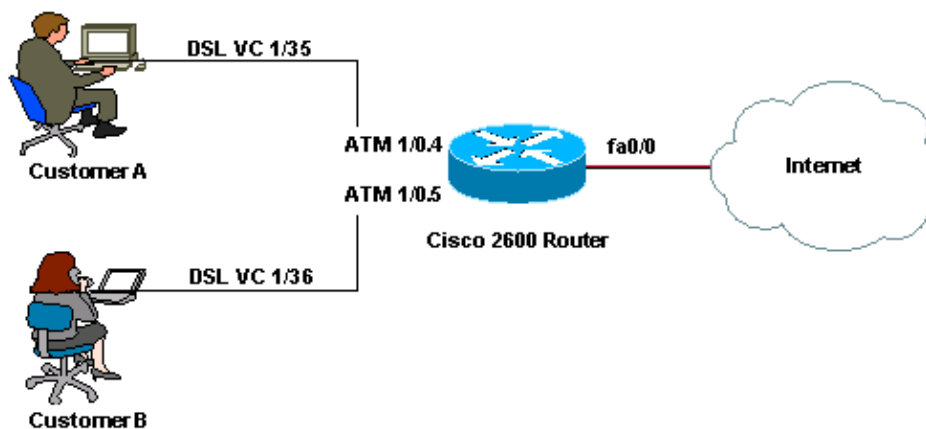 DSL VC 1/35
Customer A
ATM 1/0.4
fa0/0
Internet
ATM 1/0.5
Cisco 2600 Router
DSL VC 1/36
Customer B